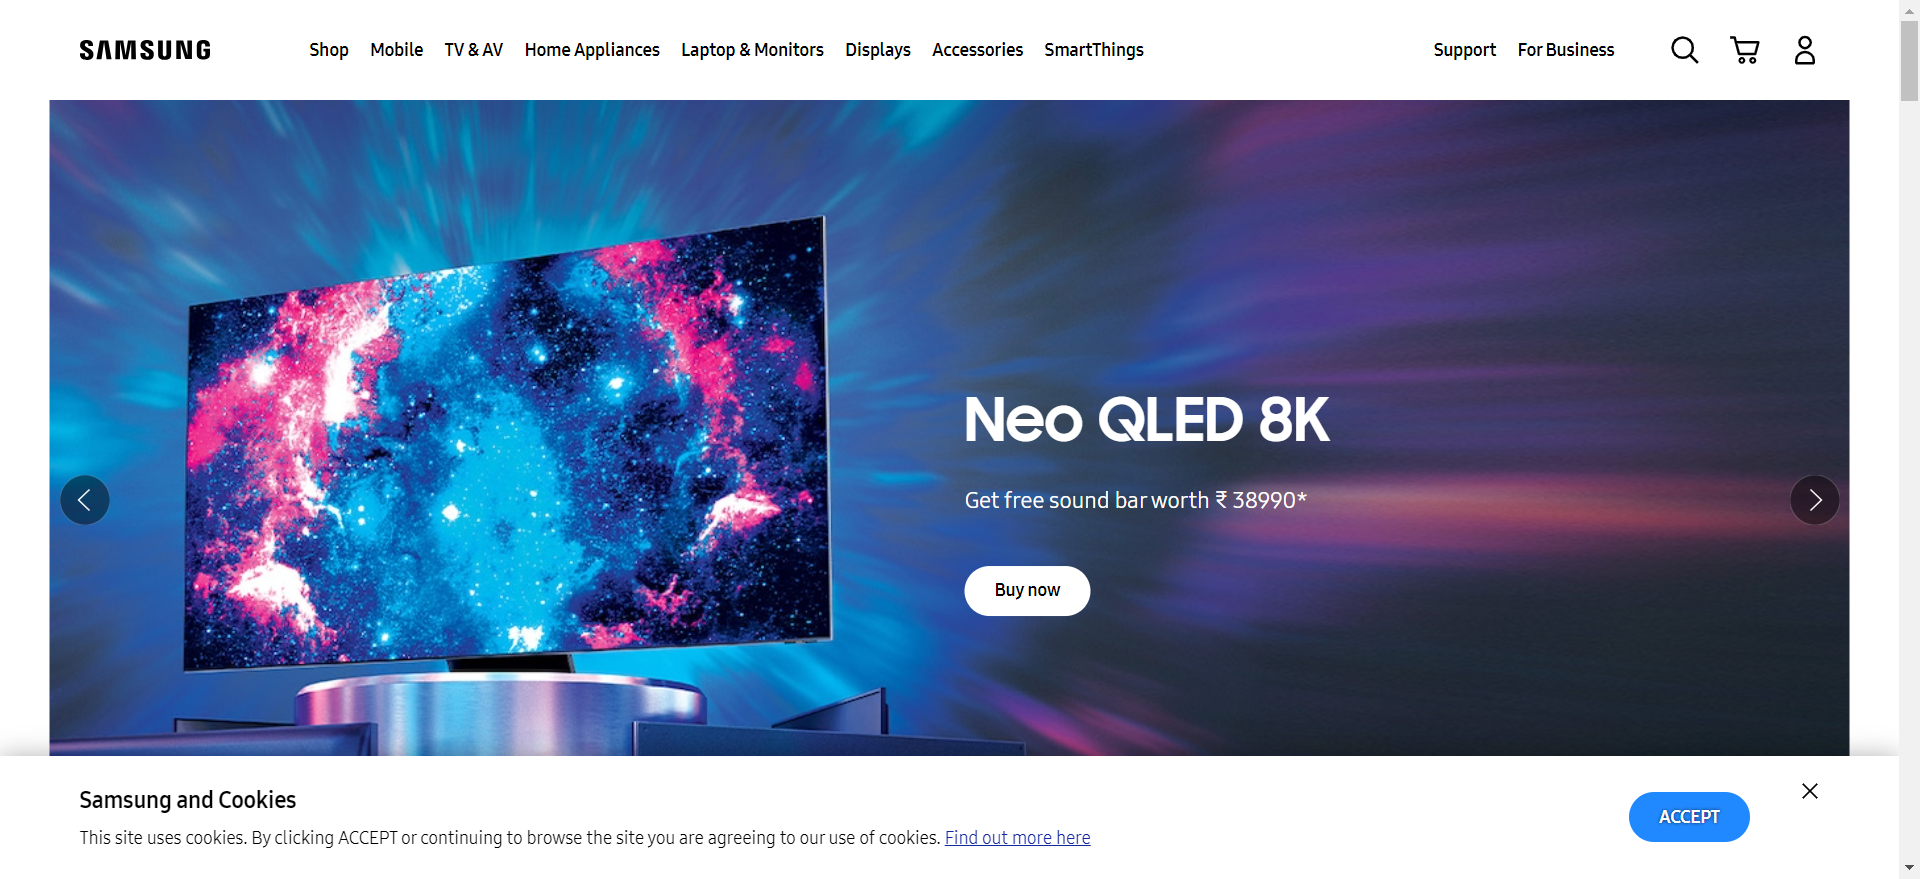 SAMSUNG
Shop Mobile TV & AV Home Appliances Laptop & Monitors Displays Accessories SmartThings Support For Business
Neo QLED 8K
Get free sound bar worth ₹ 38990*
Buy now
Samsung and Cookies
This site uses cookies. By clicking ACCEPT or continuing to browse the site you are agreeing to our use of cookies. Find out more here
ACCEPT